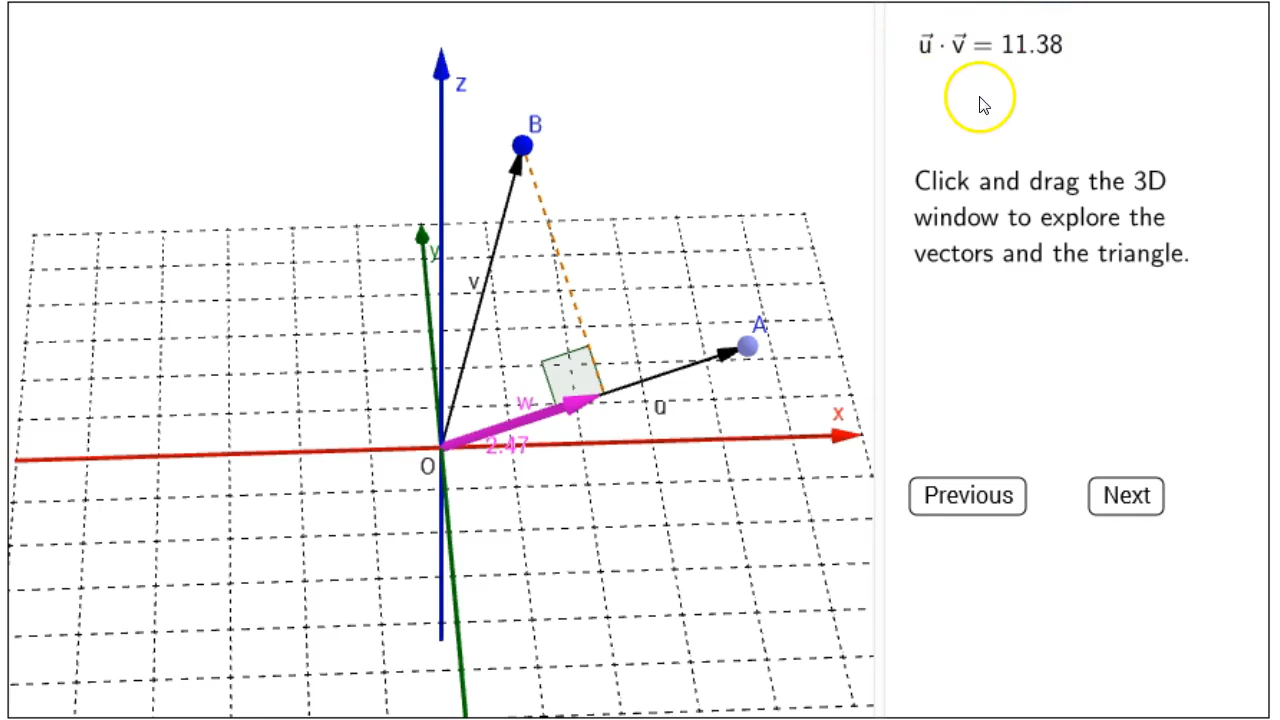 z
B
y
v
A
w
u
x
2.47
O
u⃗ · v⃗ = 11.38
Click and drag the 3D
window to explore the
vectors and the triangle.
Previous Next